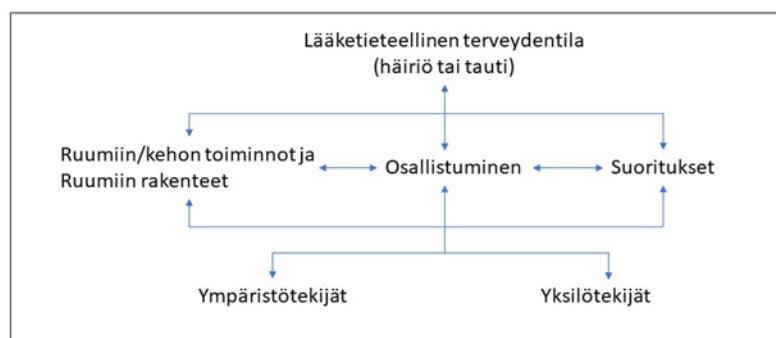 Lääketieteellinen terveydentila
(häiriö tai tauti)
Ruumiin/kehon toiminnot ja
Ruumiin rakenteet
Osallistuminen
Suoritukset
Ympäristötekijät
Yksilötekijät